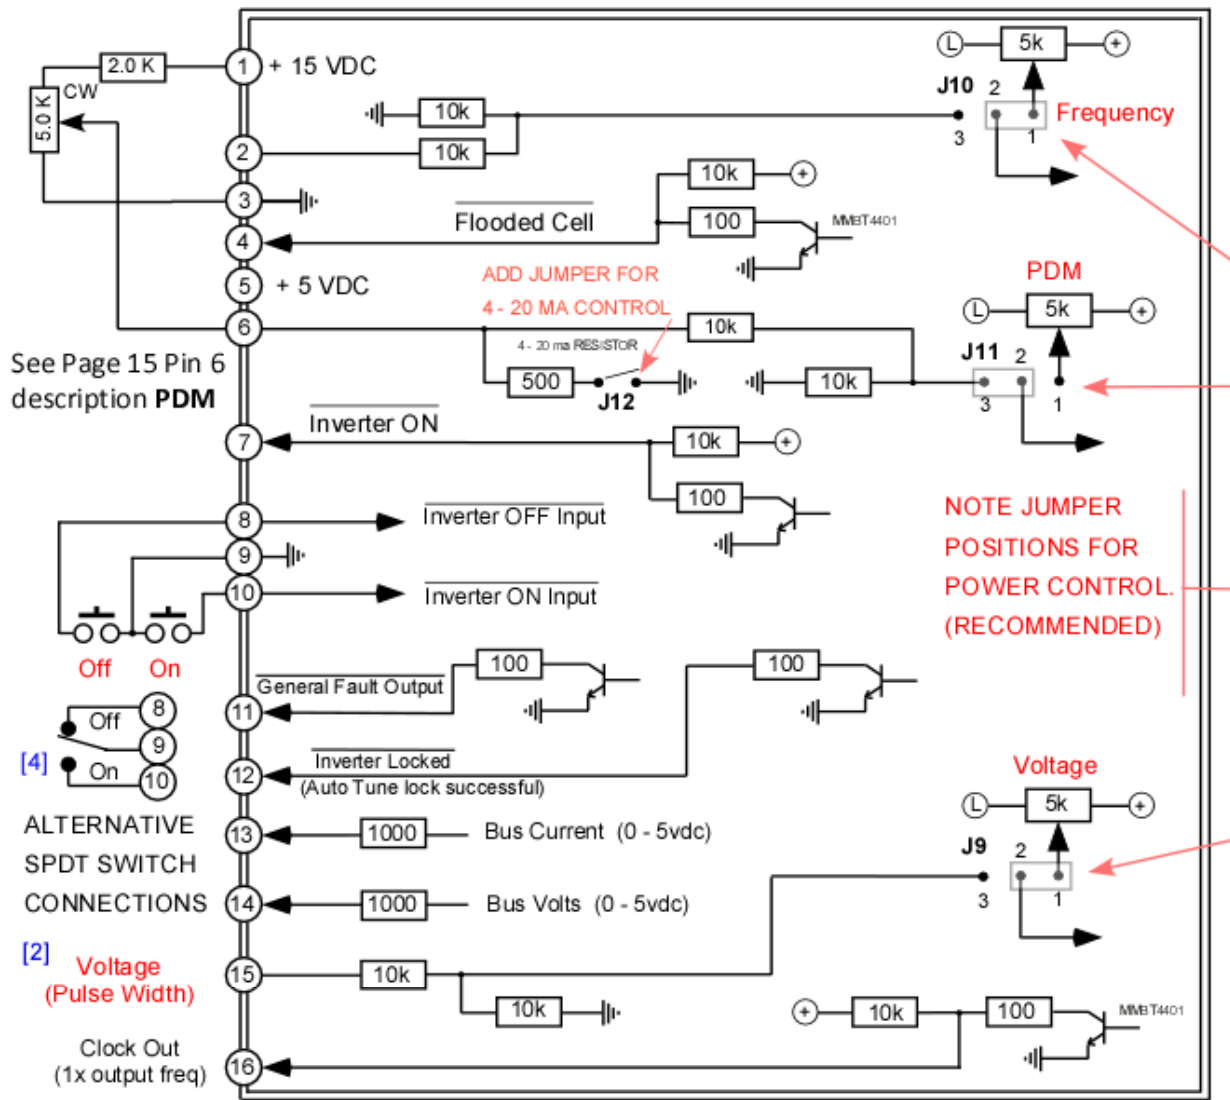 5k
L
+
2.0 K
1
+ 15 VDC
J10
2
CW
5.0 K
10k
3
1
Frequency
2
10k
3
10k
+
Flooded Cell
100
MMBT4401
4
ADD JUMPER FOR
PDM
5
+ 5 VDC
4 - 20 MA CONTROL
L
5k
+
6
10k
4 - 20 ma RESISTOR
J11
2
See Page 15 Pin 6
description PDM
500
J12
10k
3
1
Inverter ON
7
10k
+
100
8
Inverter OFF Input
NOTE JUMPER
POSITIONS FOR
POWER CONTROL.
(RECOMMENDED)
9
10
Inverter ON Input
Off On
100
100
General Fault Output
11
8
Off
9
[4]
On
10
Inverter Locked
12
(Auto Tune lock successful)
Voltage
L
5k
+
ALTERNATIVE
SPDT SWITCH
CONNECTIONS
13
1000
Bus Current (0 - 5vdc)
J9
2
3
1
14
1000
Bus Volts (0 - 5vdc)
[2]
Voltage
(Pulse Width)
15
10k
10k
+
10k
100
MMBT4401
Clock Out
(1x output freq)
16